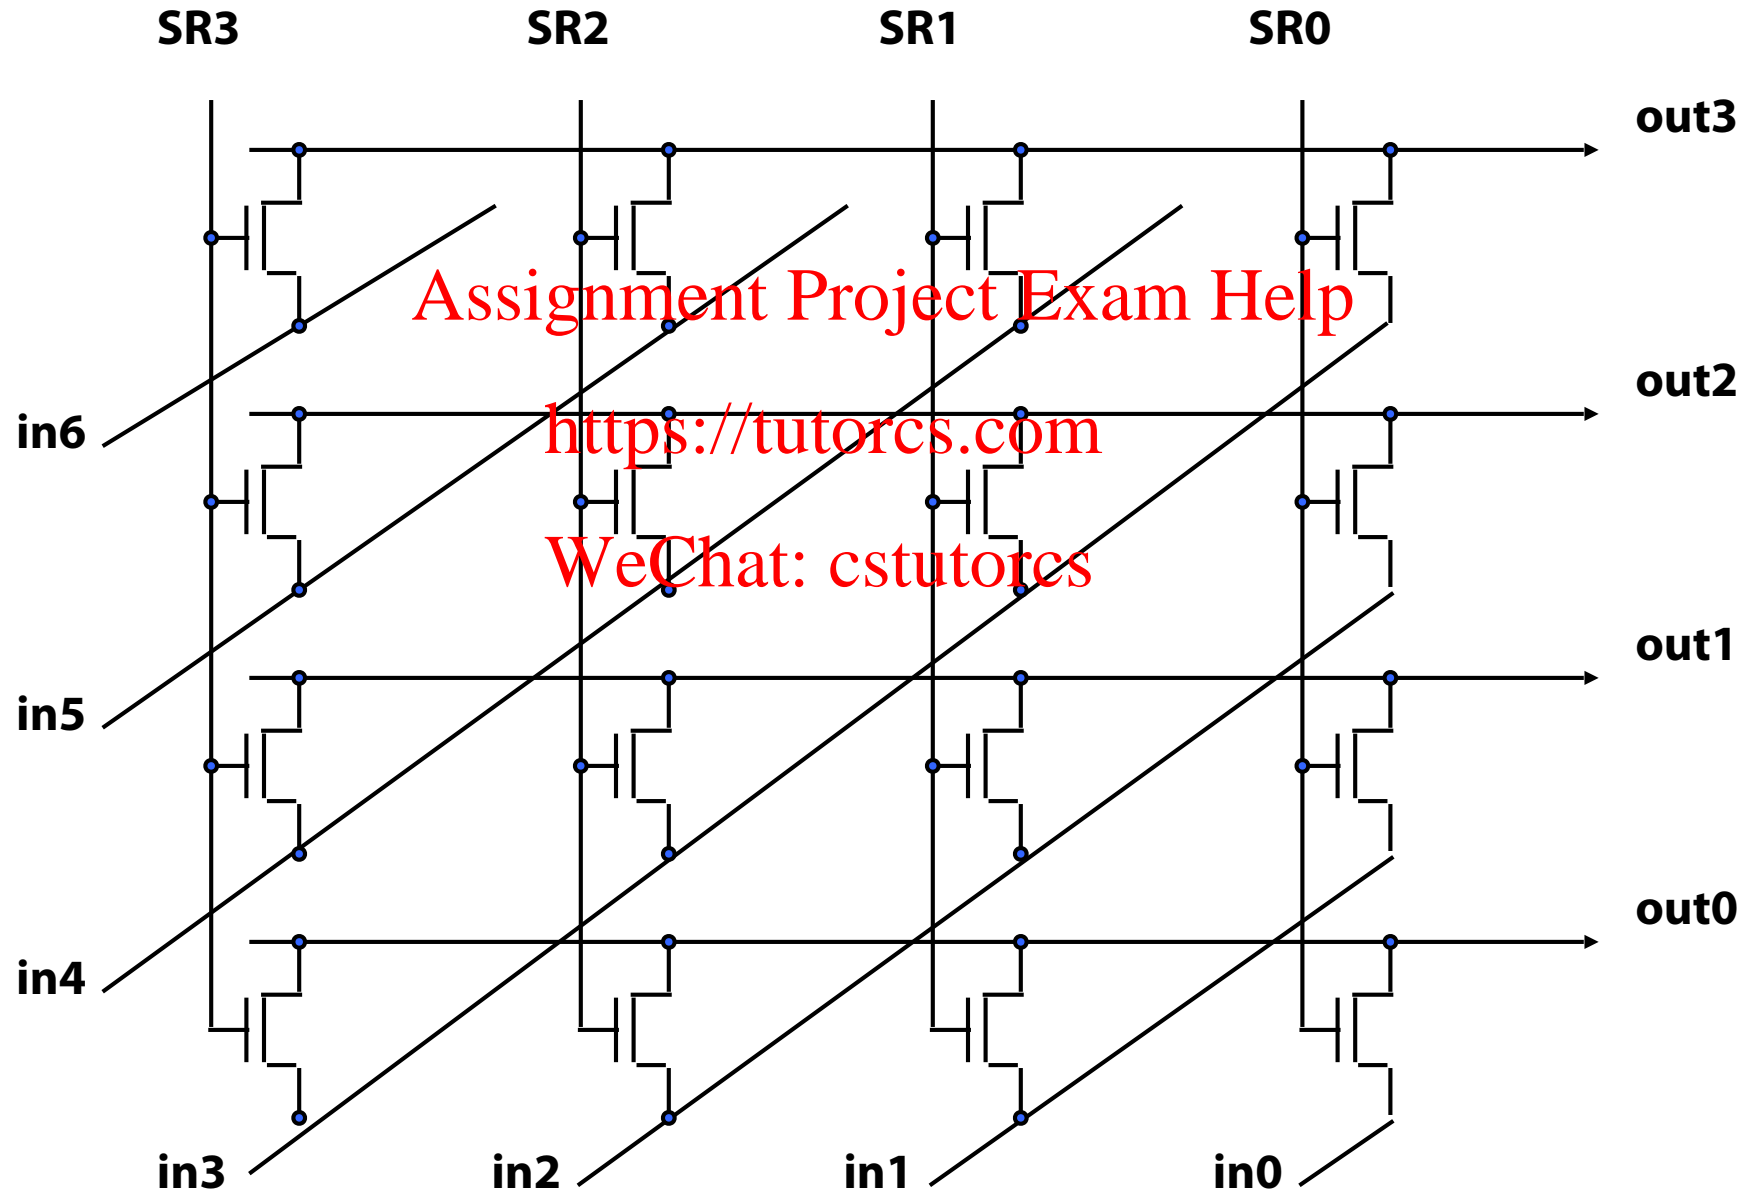 SR3 SR2 SR1 SR0
out3
Assignment Project Exam Help
out2
in6
https://tutorcs.com
WeChat: cstutorcs
out1
in5
out0
in4
in3 in2 in1 in0